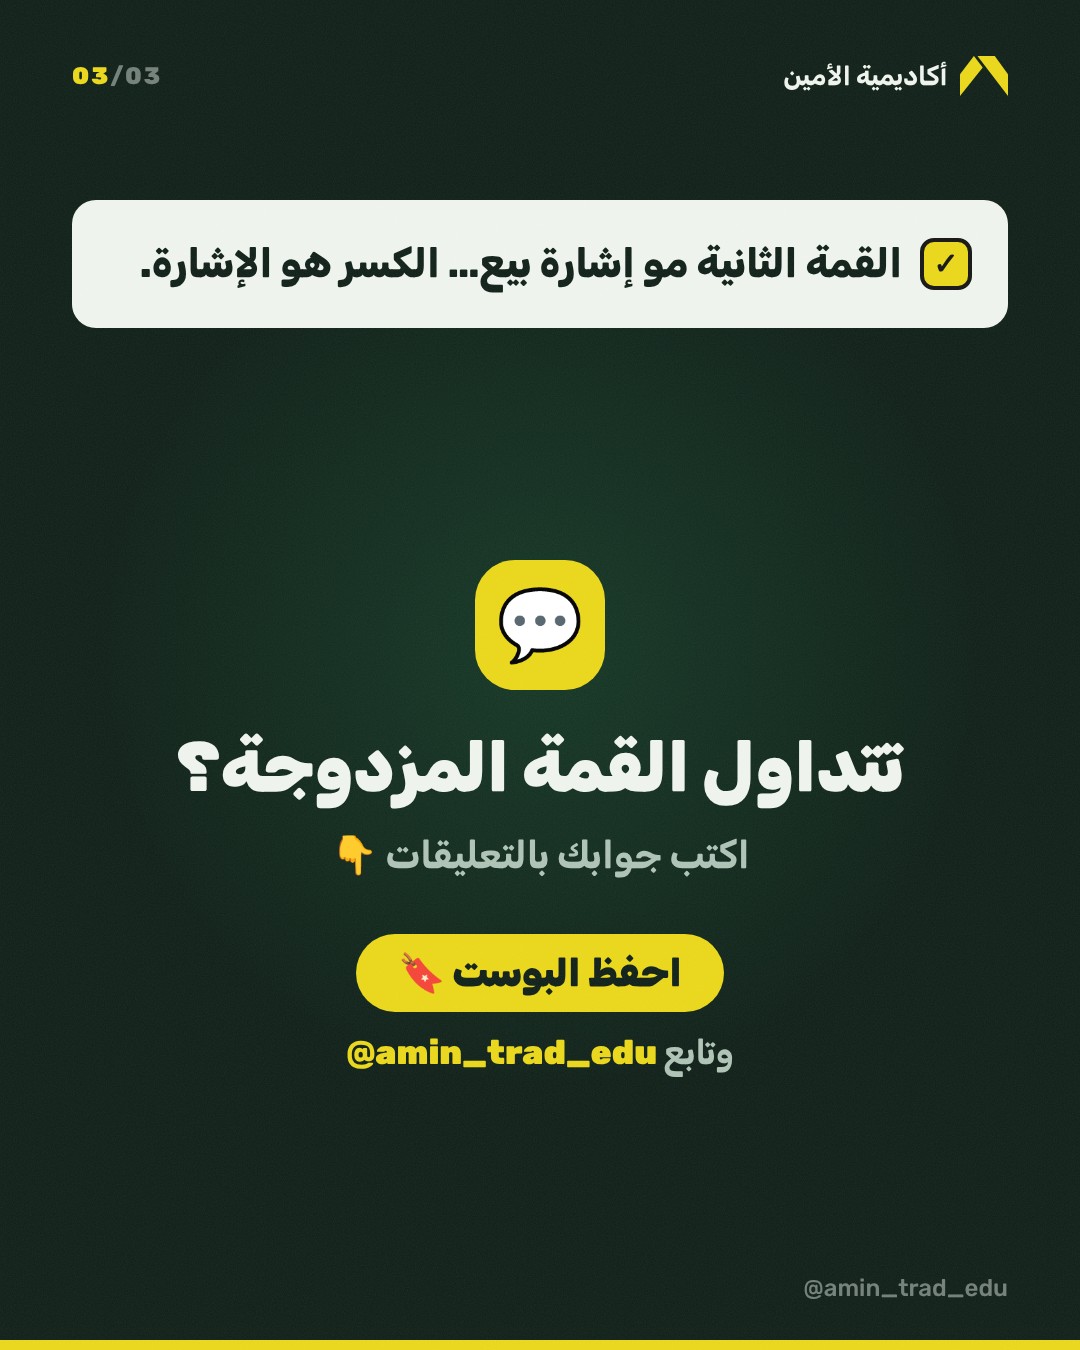 أكاديمية الأمين
03/03
✓ القمة الثانية مو إشارة بيع... الكسر هو الإشارة.
تتداول القمة المزدوجة؟
اكتب جوابك بالتعليقات 👇
احفظ البوست 🔖
وتابع @amin_trad_edu
@amin_trad_edu